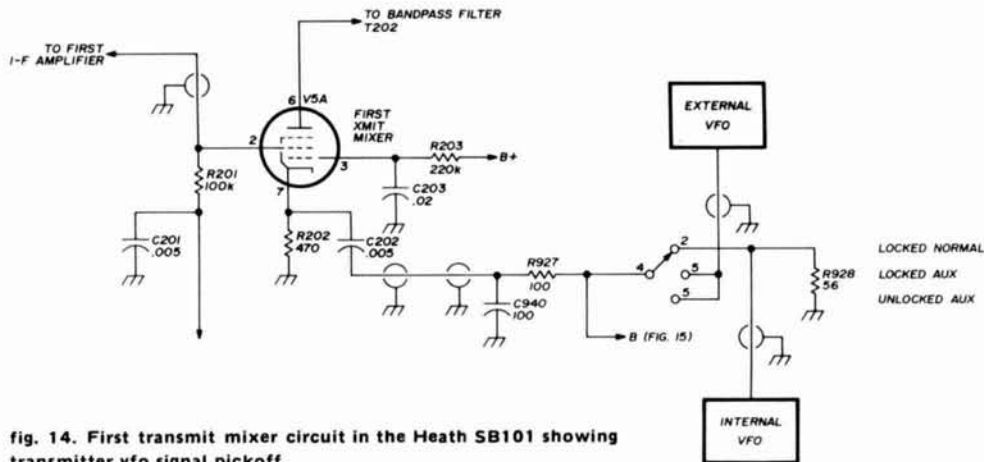 TO BANDPASS FILTER
T202
TO FIRST
I-F AMPLIFIER
6 V5A
FIRST
XMIT
MIXER
2
3
7
R203
220k
B+
R201
100k
C203
.02
C201
.005
R202
470
C202
.005
R927
100
C940
100
4
2
5
5
B (FIG. 15)
EXTERNAL
VFO
R928
56
LOCKED NORMAL
LOCKED AUX
UNLOCKED AUX
INTERNAL
VFO
fig. 14. First transmit mixer circuit in the Heath SB101 showing
transmitter vfo signal pickoff